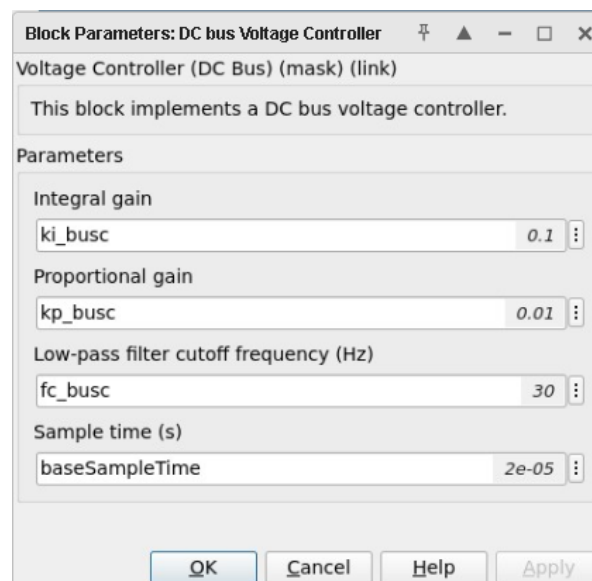 Block Parameters: DC bus Voltage Controller
Voltage Controller (DC Bus) (mask) (link)
This block implements a DC bus voltage controller.
Parameters
Integral gain
ki_busc 0.1
Proportional gain
kp_busc 0.01
Low-pass filter cutoff frequency (Hz)
fc_busc 30
Sample time (s)
baseSampleTime 2e-05
OK Cancel Help Apply